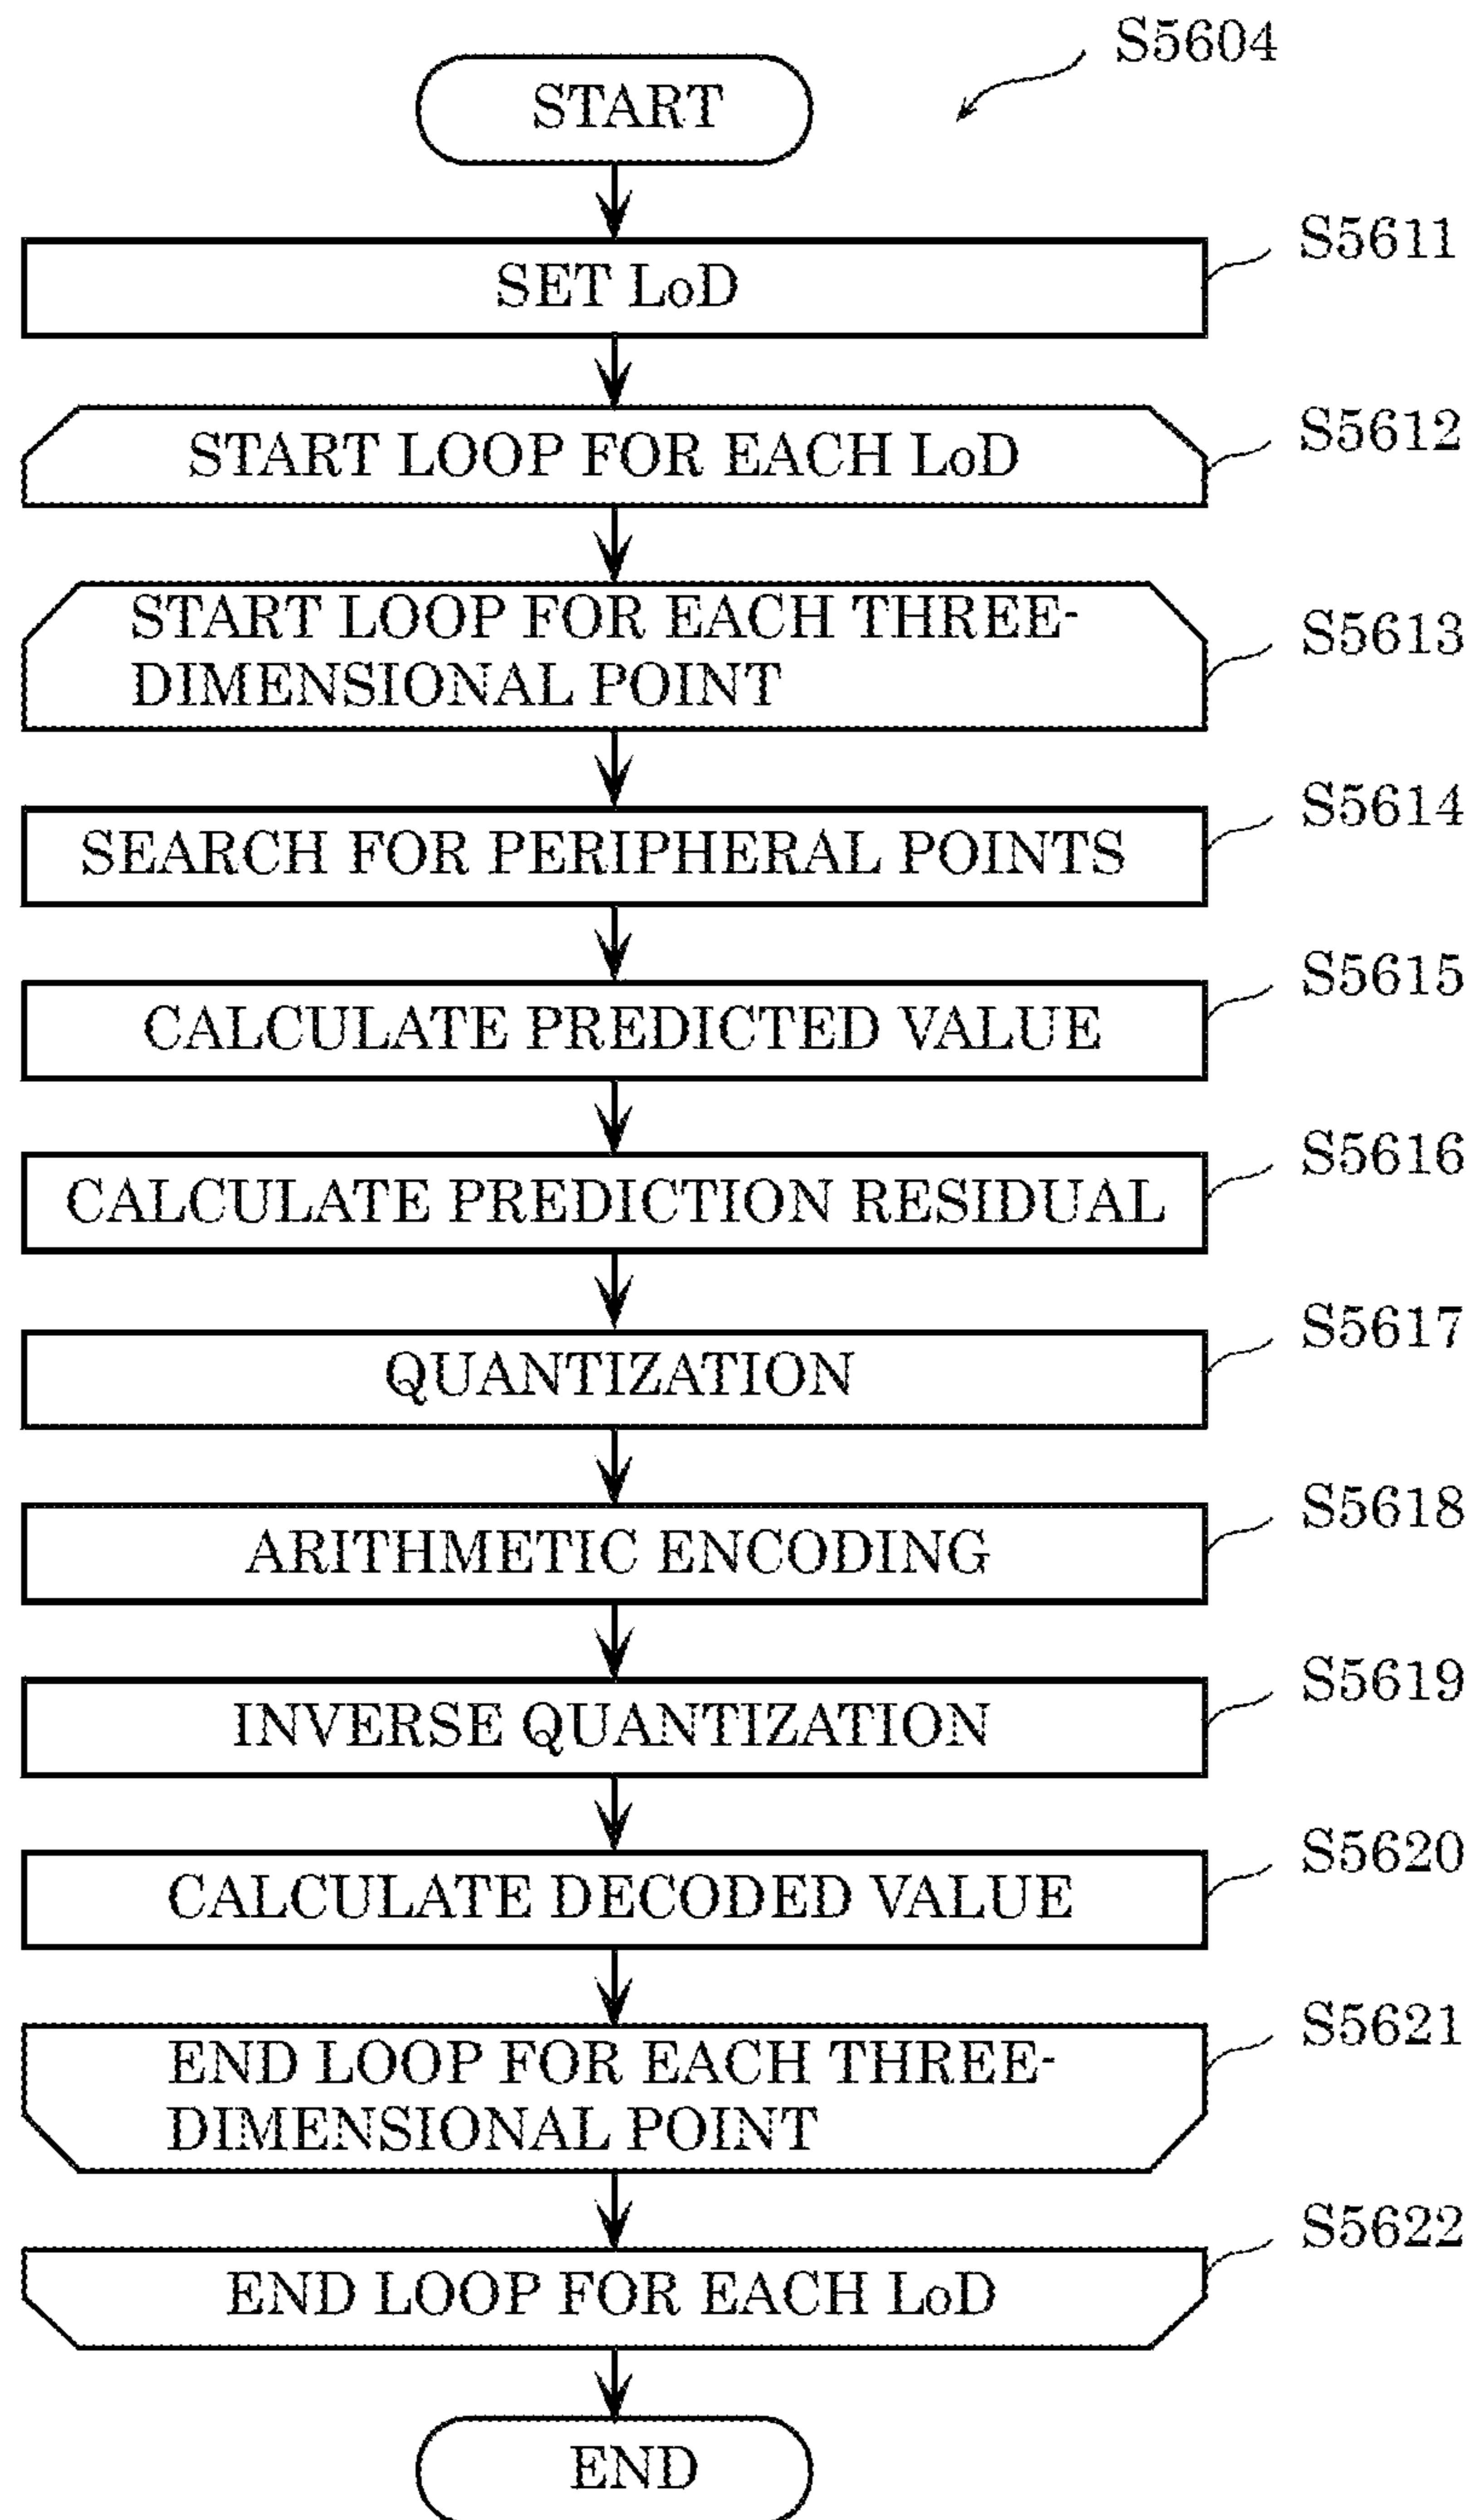 S5604
START
SET LoD
S5611
START LOOP FOR EACH LoD
S5612
START LOOP FOR EACH THREE-
DIMENSIONAL POINT
S5613
SEARCH FOR PERIPHERAL POINTS
S5614
CALCULATE PREDICTED VALUE
S5615
CALCULATE PREDICTION RESIDUAL
S5616
QUANTIZATION
S5617
ARITHMETIC ENCODING
S5618
INVERSE QUANTIZATION
S5619
CALCULATE DECODED VALUE
S5620
END LOOP FOR EACH THREE-
DIMENSIONAL POINT
S5621
END LOOP FOR EACH LoD
S5622
END